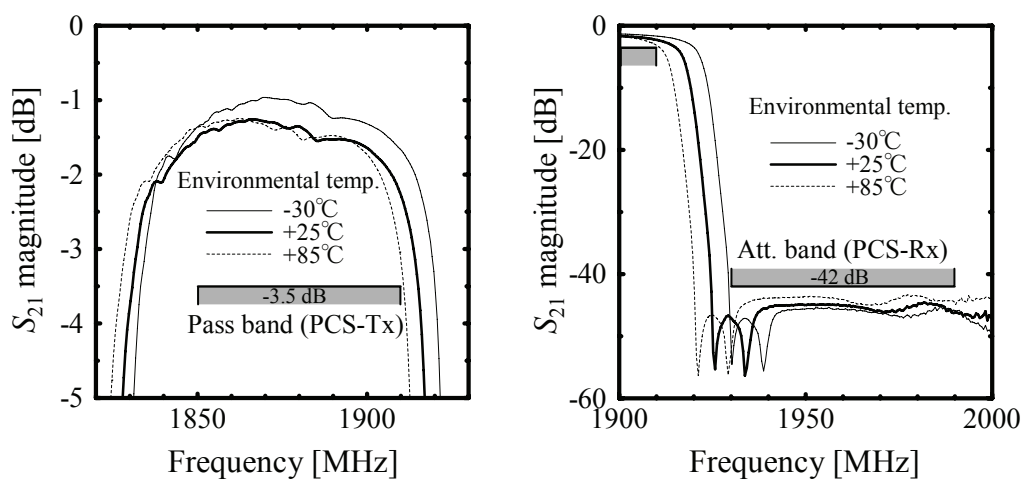 0
-1
-2
-3
-4
-5
S21 magnitude [dB]
Environmental temp.
-30℃
+25℃
+85℃
-3.5 dB
Pass band (PCS-Tx)
1850
1900
Frequency [MHz]
0
-20
-40
-60
S21 magnitude [dB]
Environmental temp.
-30℃
+25℃
+85℃
Att. band (PCS-Rx)
-42 dB
1900
1950
2000
Frequency [MHz]